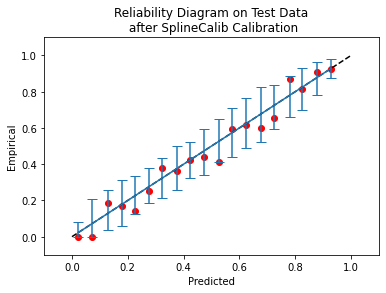 Reliability Diagram on Test Data
after SplineCalib Calibration
Empirical
1.0
0.8
0.6
0.4
0.2
0.0
0.0 0.2 0.4 0.6 0.8 1.0
Predicted